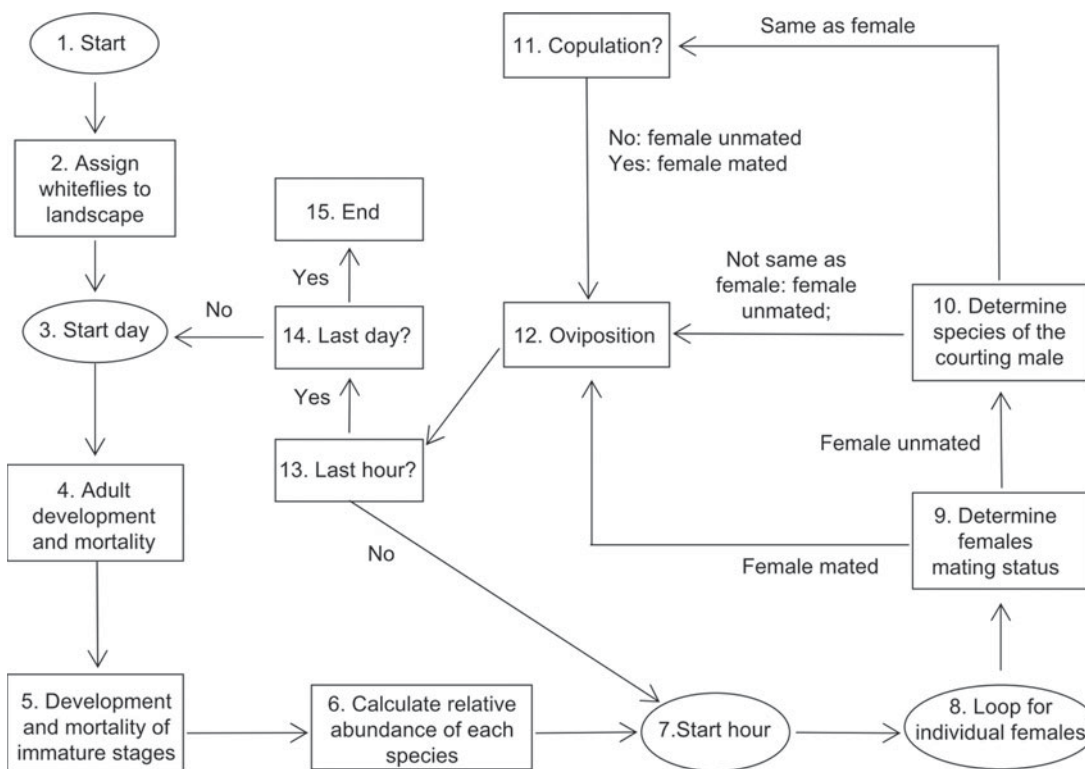 1. Start
2. Assign
whiteflies to
landscape
3. Start day
4. Adult
development
and mortality
5. Development
and mortality of
immature stages
6. Calculate relative
abundance of each
species
7.Start hour
8. Loop for
individual females
9. Determine
females
mating status
Female mated
Female unmated
10. Determine
species of the
courting male
Same as female
Not same as
female: female
unmated;
11. Copulation?
No: female unmated
Yes: female mated
12. Oviposition
13. Last hour?
No
Yes
14. Last day?
No
Yes
15. End